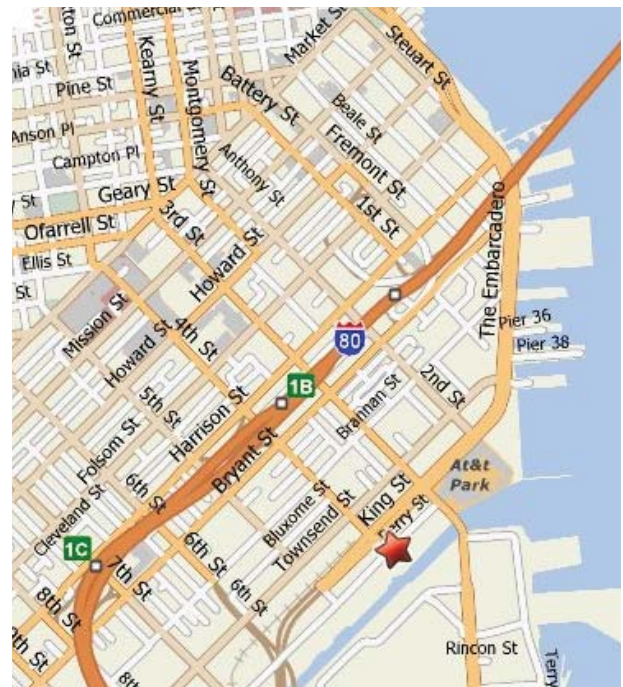 Commercial St
Steuart St
Market St
Kearny St
Montgomery St
Pine St
Battery St
Beale St
Anson Pl
Fremont St
Campton Pl
Anthony St
Geary St
1st St
Ofarrell St
3rd St
The Embarcadero
Ellis St
Howard St
St
Mission St
Pier 36
4th St
80
Pier 38
Howard St
1B
2nd St
5th St
Harrison St
Brannan St
Folsom St
Bryant St
At&t
Park
6th St
King St
Cleveland St
Bluxome St
Townsend St
1C
7th St
6th St
6th St
8th St
Rincon St
Terry
8th